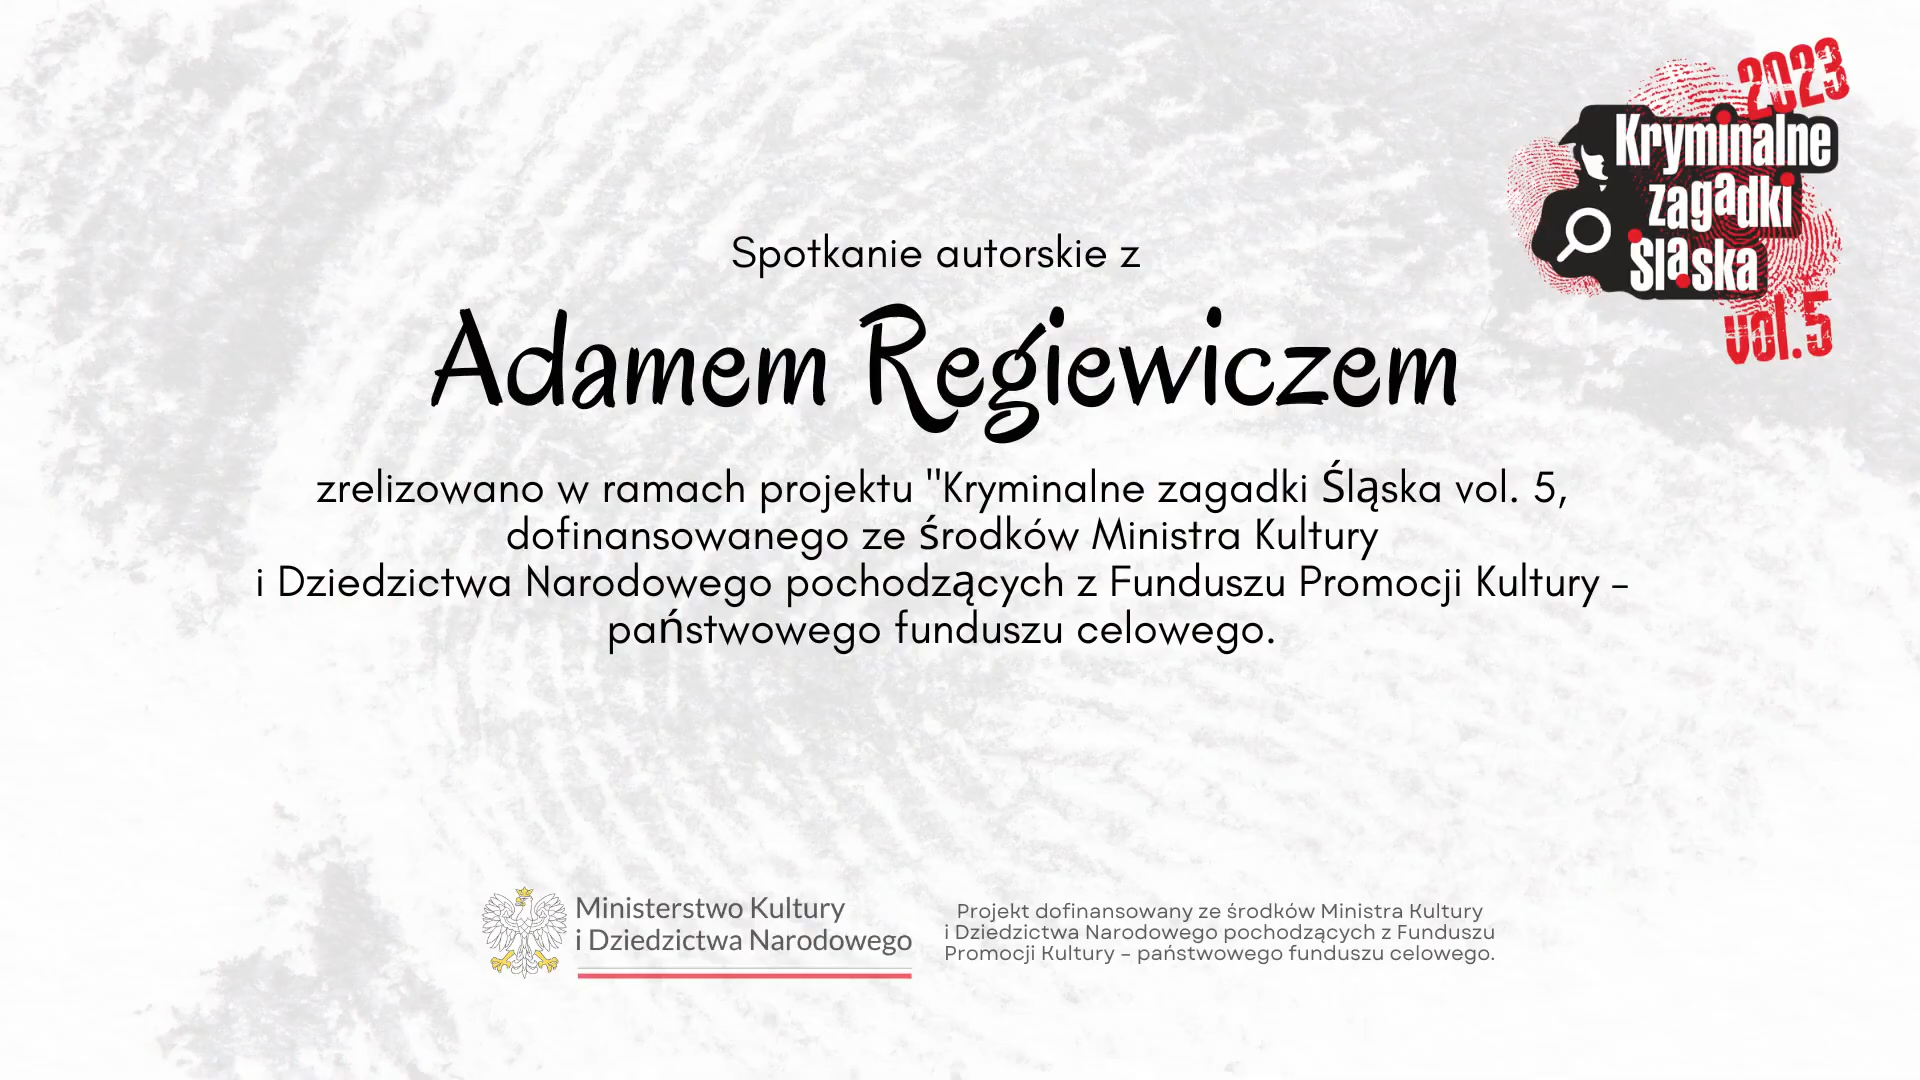 2023
Kryminalne
zagadki
Śląska
vol.5
Spotkanie autorskie z
Adamem Regiewiczem
zrelizowano w ramach projektu "Kryminalne zagadki Śląska vol. 5,
dofinansowanego ze środków Ministra Kultury
i Dziedzictwa Narodowego pochodzących z Funduszu Promocji Kultury –
państwowego funduszu celowego.
Ministerstwo Kultury
i Dziedzictwa Narodowego
Projekt dofinansowany ze środków Ministra Kultury
i Dziedzictwa Narodowego pochodzących z Funduszu
Promocji Kultury – państwowego funduszu celowego.